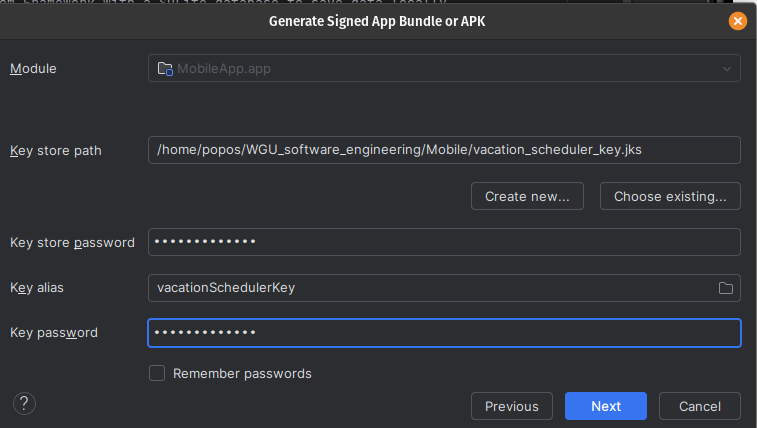 Generate Signed App Bundle or APK
Module MobileApp.app
Key store path /home/popos/WGU_software_engineering/Mobile/vacation_scheduler_key.jks
Create new... Choose existing...
Key store password •••••••••••••
Key alias vacationSchedulerKey
Key password •••••••••••••
Remember passwords
? Previous Next Cancel